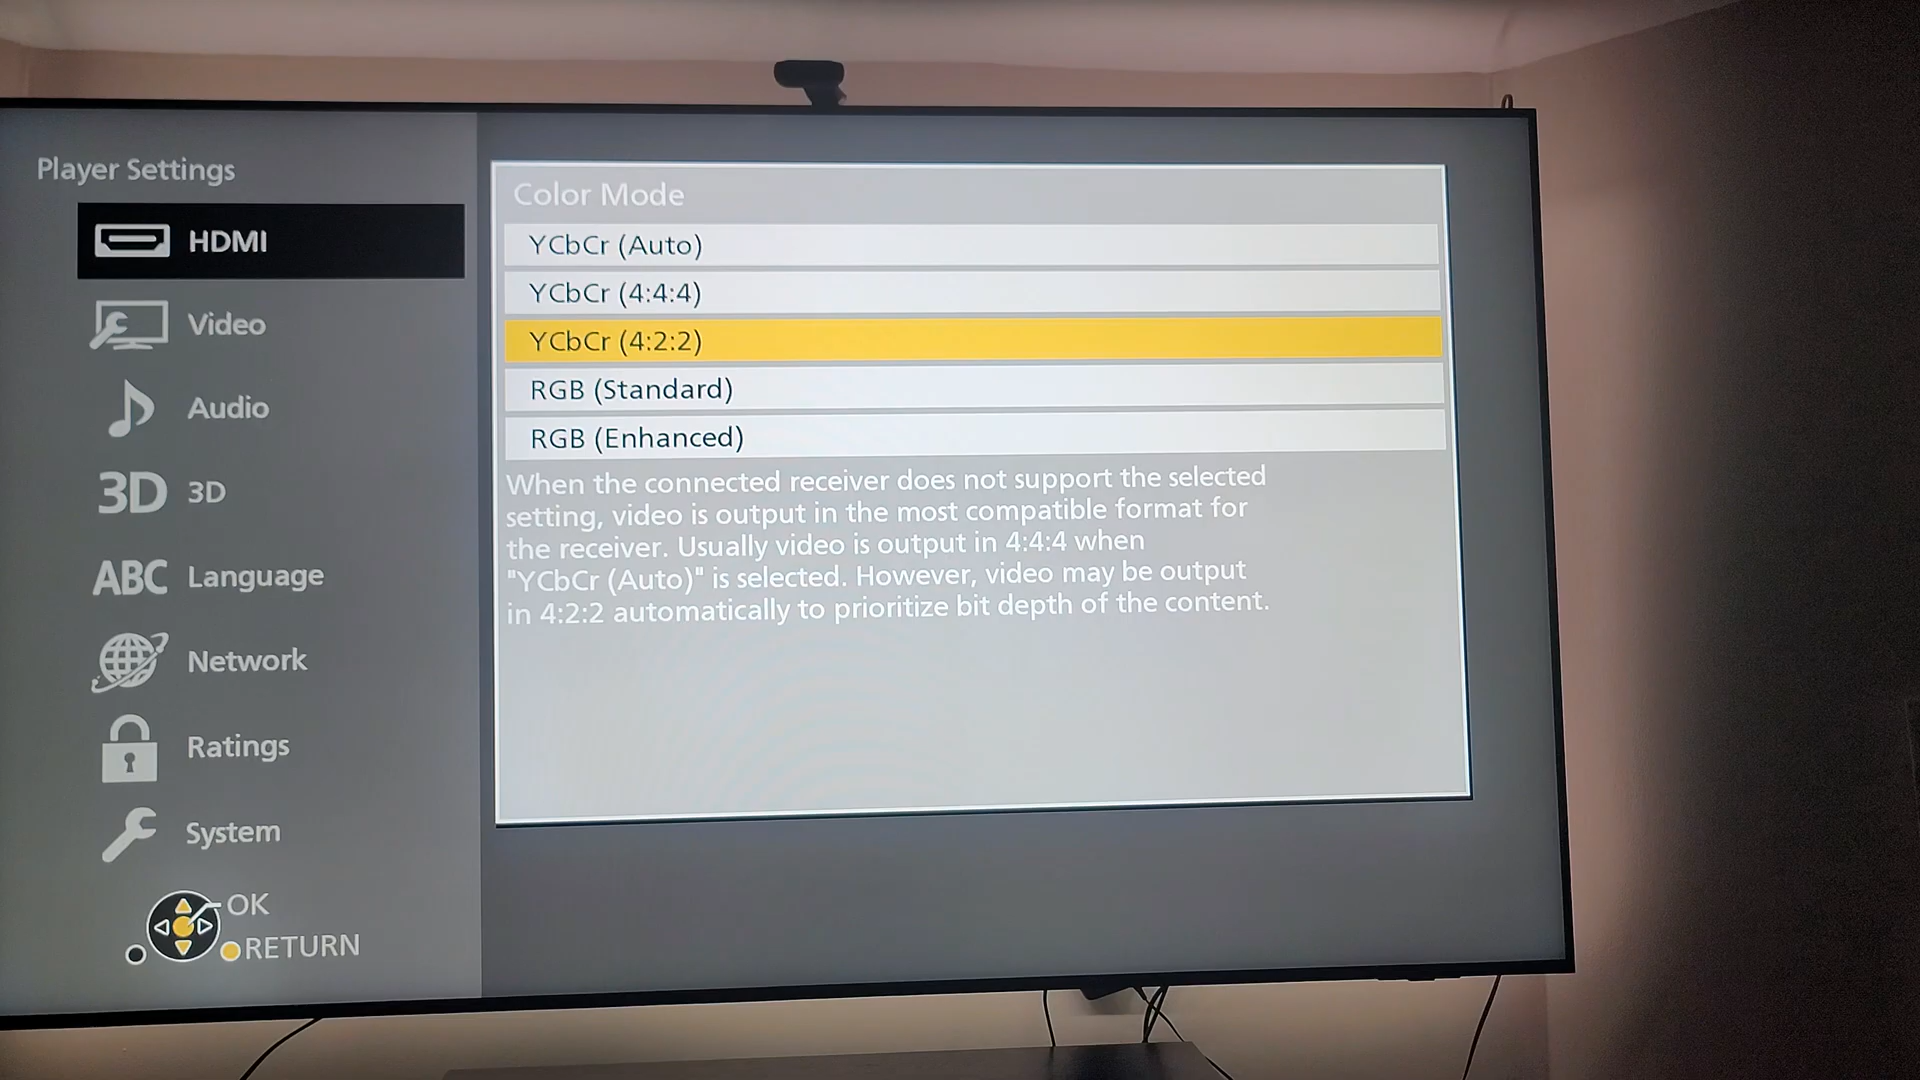 Player Settings
HDMI
Video
Audio
3D 3D
ABC Language
Network
Ratings
System
OK
RETURN
Color Mode
YCbCr (Auto)
YCbCr (4:4:4)
YCbCr (4:2:2)
RGB (Standard)
RGB (Enhanced)
When the connected receiver does not support the selected
setting, video is output in the most compatible format for
the receiver. Usually video is output in 4:4:4 when
"YCbCr (Auto)" is selected. However, video may be output
in 4:2:2 automatically to prioritize bit depth of the content.